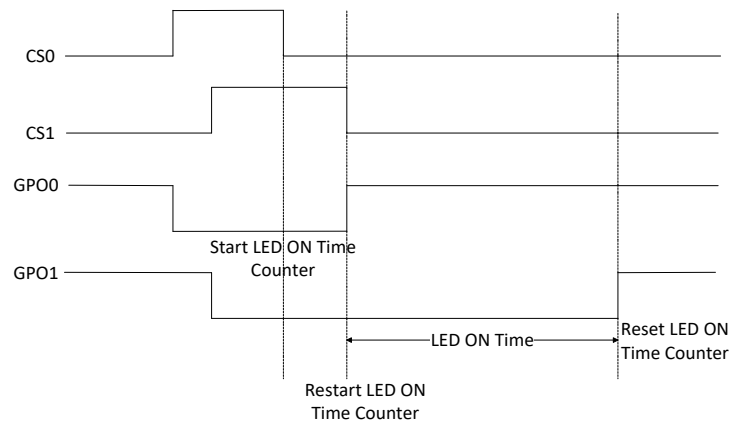 CS0
CS1
GPO0
Start LED ON Time
Counter
GPO1
LED ON Time
Reset LED ON
Time Counter
Restart LED ON
Time Counter